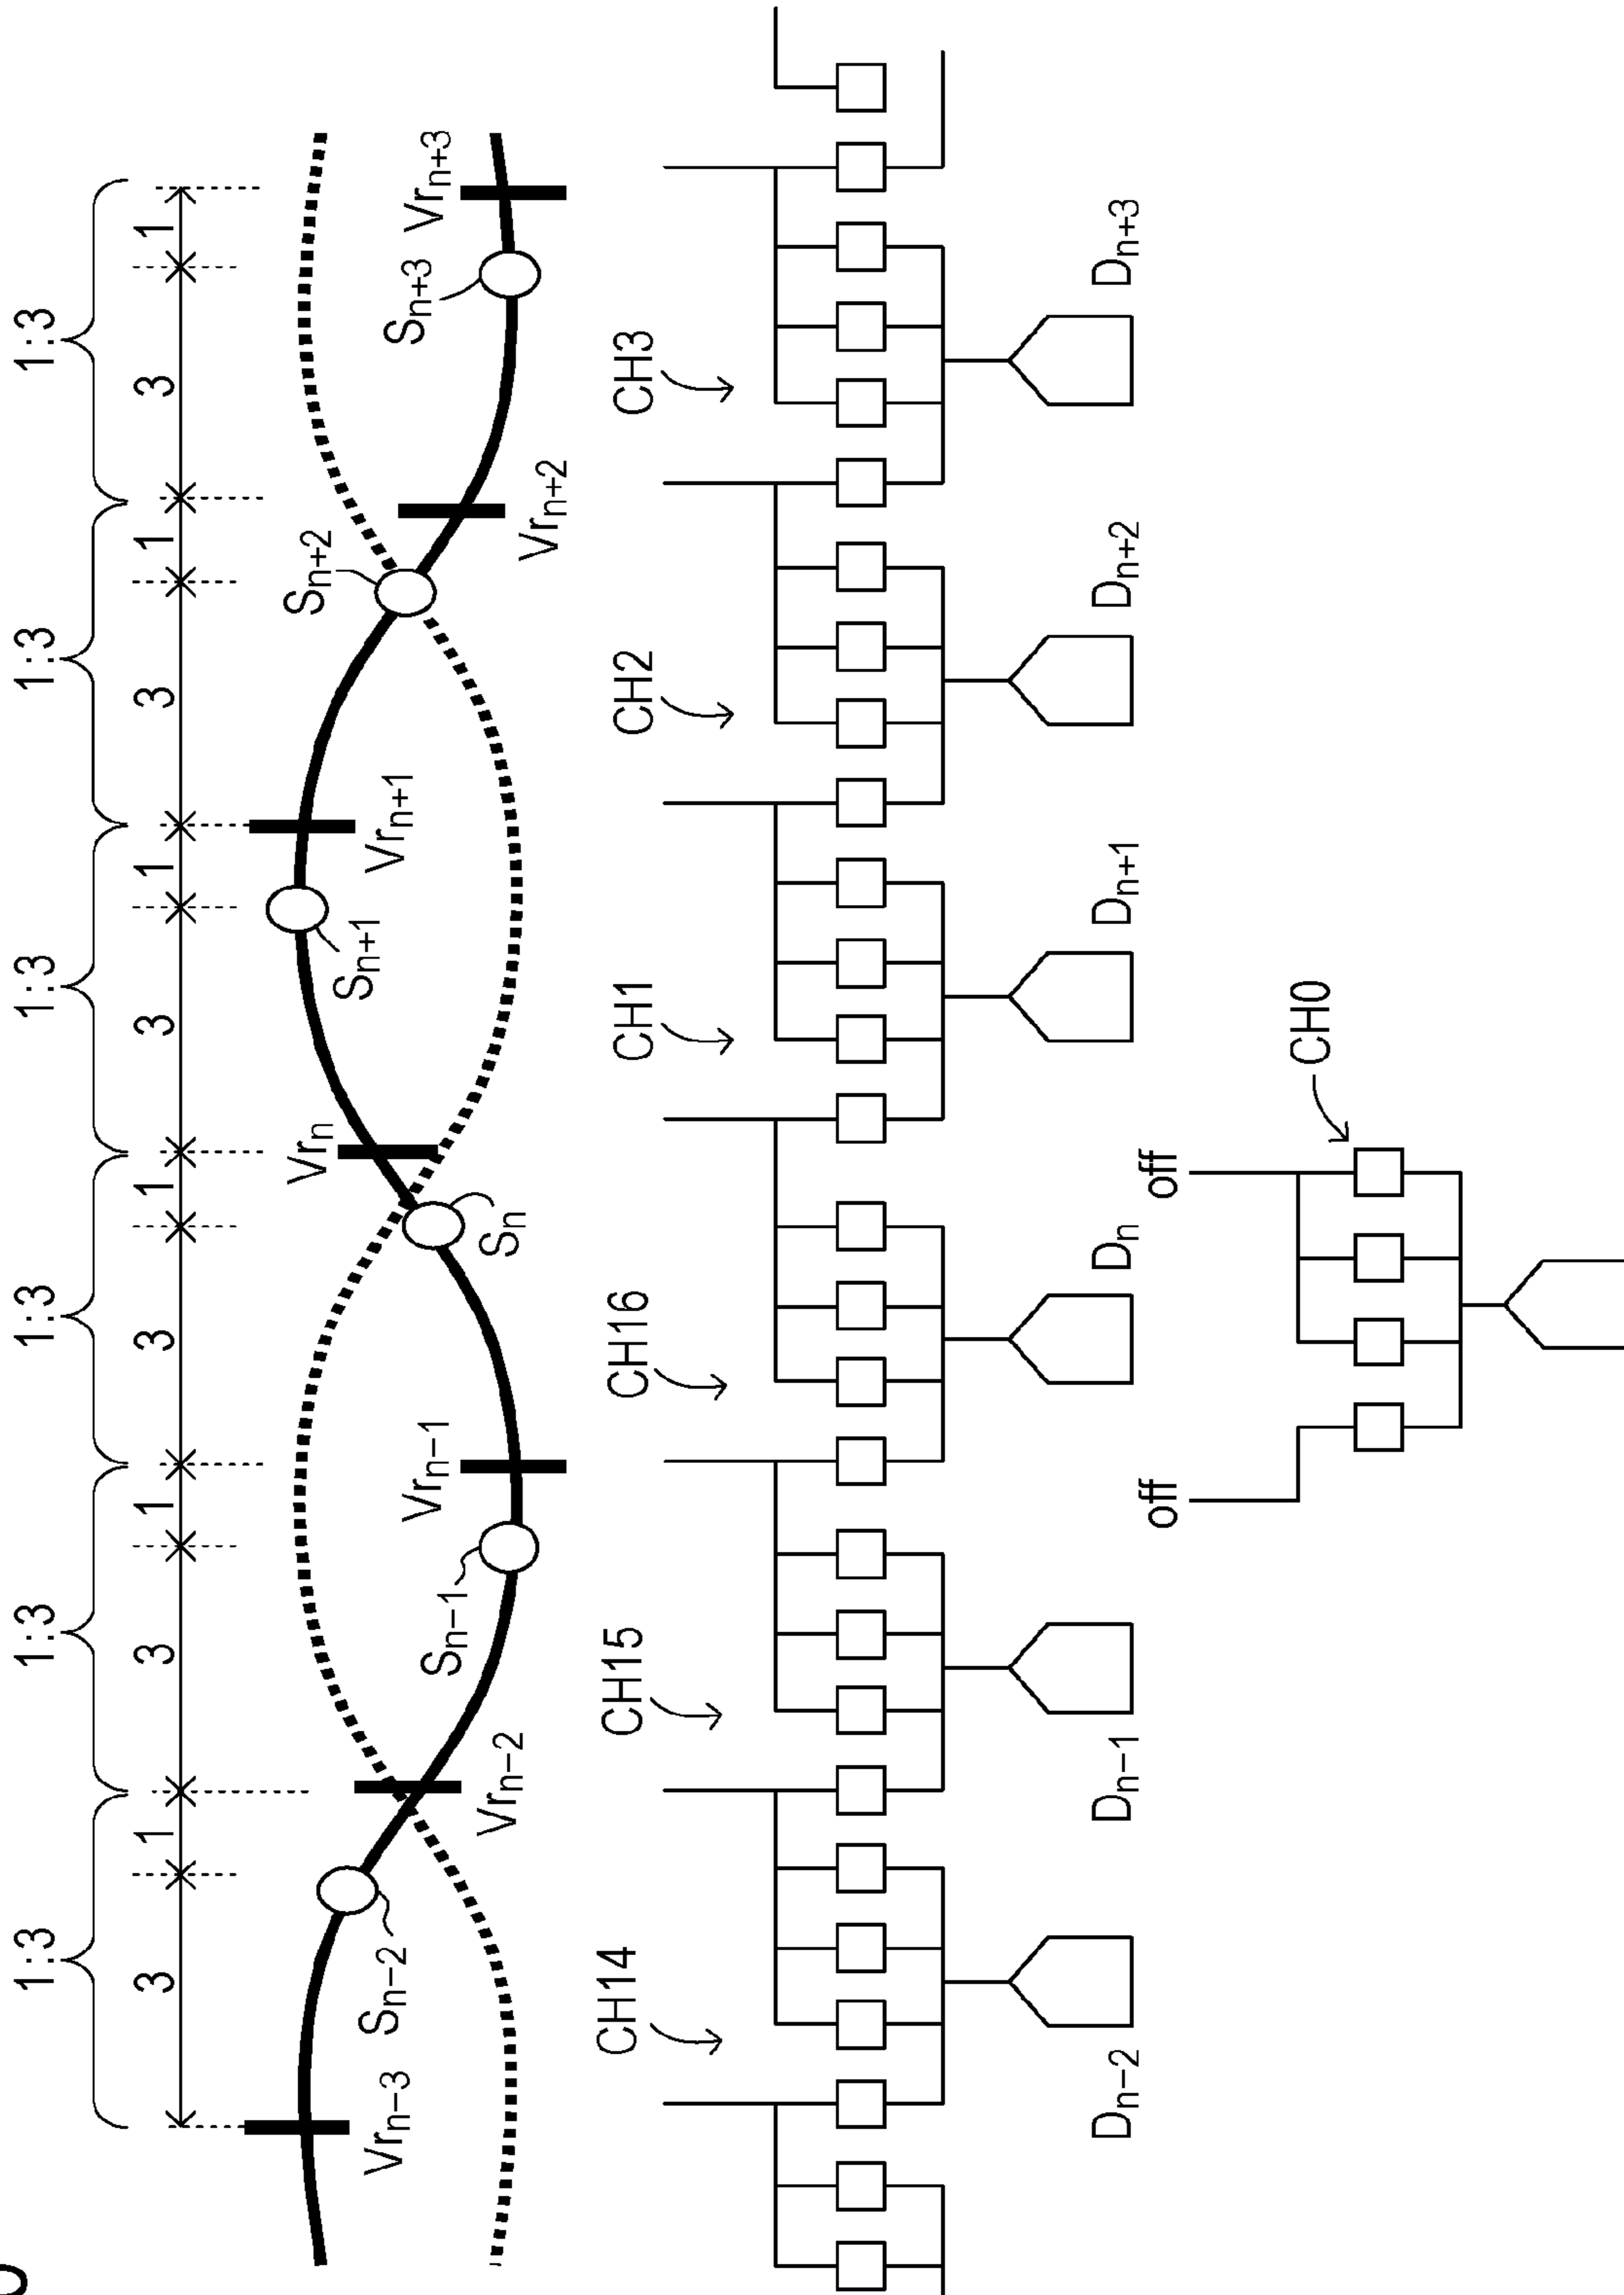 1:3 1:3 1:3 1:3 1:3 1:3
3 1 3 1 3 1 3 1 3 1 3 1
Vrn−3
Sn−2
Vrn−2
Sn−1
Vrn−1
Sn
Vrn
Sn+1
Vrn+1
Sn+2
Vrn+2
Sn+3
Vrn+3
CH14 CH15 CH16 CH1 CH2 CH3
Dn−2 Dn−1 Dn Dn+1 Dn+2 Dn+3
off off
CH0